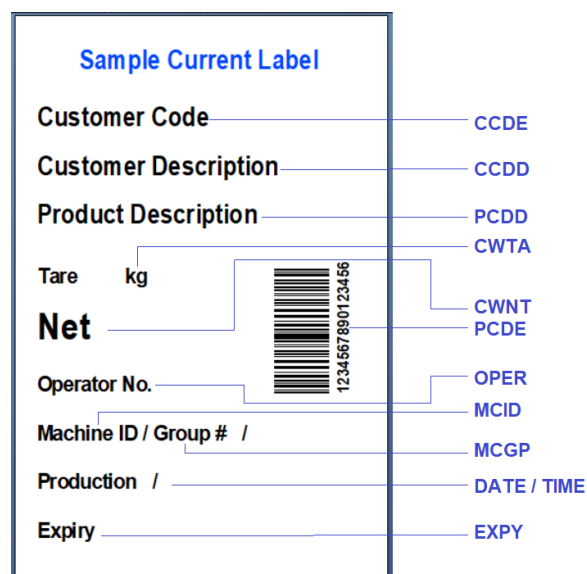 Sample Current Label
Customer Code CCDE
Customer Description CCDD
Product Description PCDD
CWTA
Tare kg
1234567890123456
CWNT
Net
PCDE
Operator No. OPER
MCID
Machine ID / Group # /
MCGP
Production / DATE / TIME
Expiry EXPY